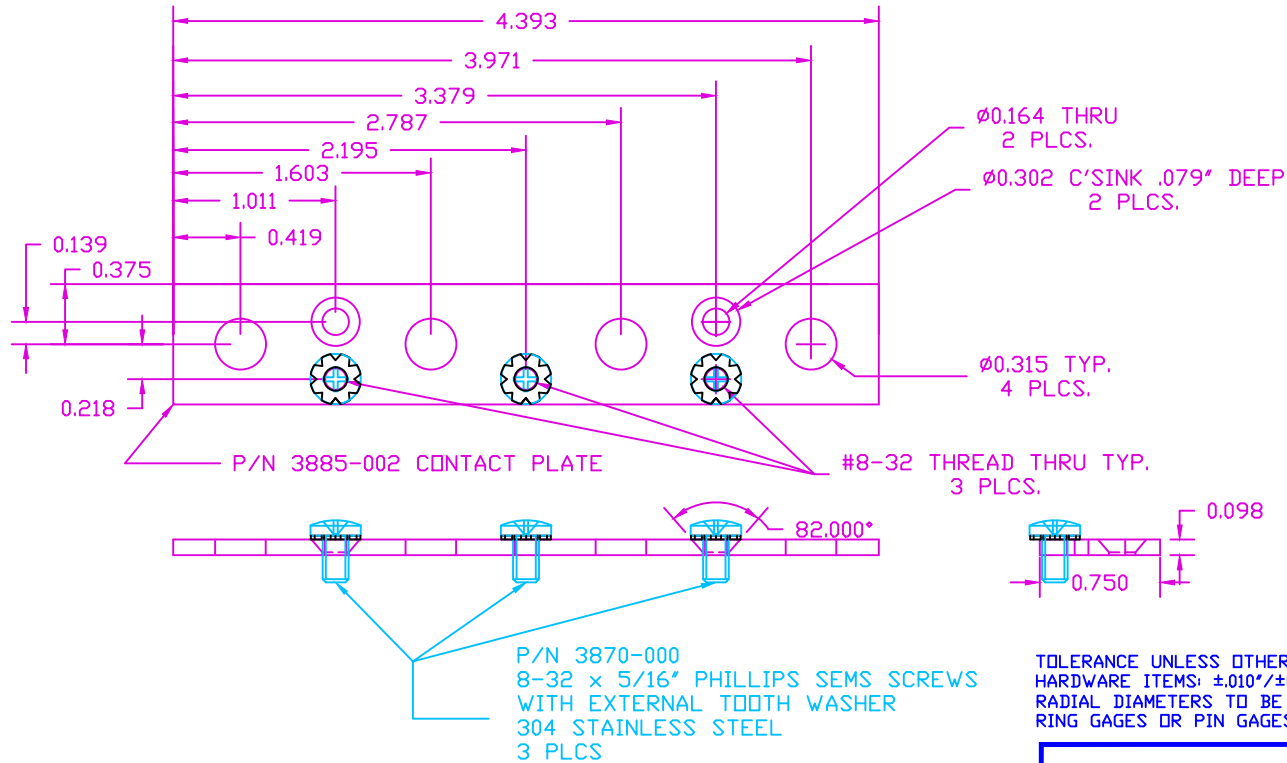 4.393
3.971
3.379
2.787
2.195
1.603
1.011
0.419
0.139
0.375
0.218
Ø0.164 THRU
2 PLCS.
Ø0.302 C'SINK .079" DEEP
2 PLCS.
Ø0.315 TYP.
4 PLCS.
P/N 3885-002 CONTACT PLATE
#8-32 THREAD THRU TYP.
3 PLCS.
82.000°
0.098
0.750
P/N 3870-000
8-32 x 5/16" PHILLIPS SEMS SCREWS
WITH EXTERNAL TOOTH WASHER
304 STAINLESS STEEL
3 PLCS
TOLERANCE UNLESS OTHER
HARDWARE ITEMS: ±.010"/±
RADIAL DIAMETERS TO BE
RING GAGES OR PIN GAGES